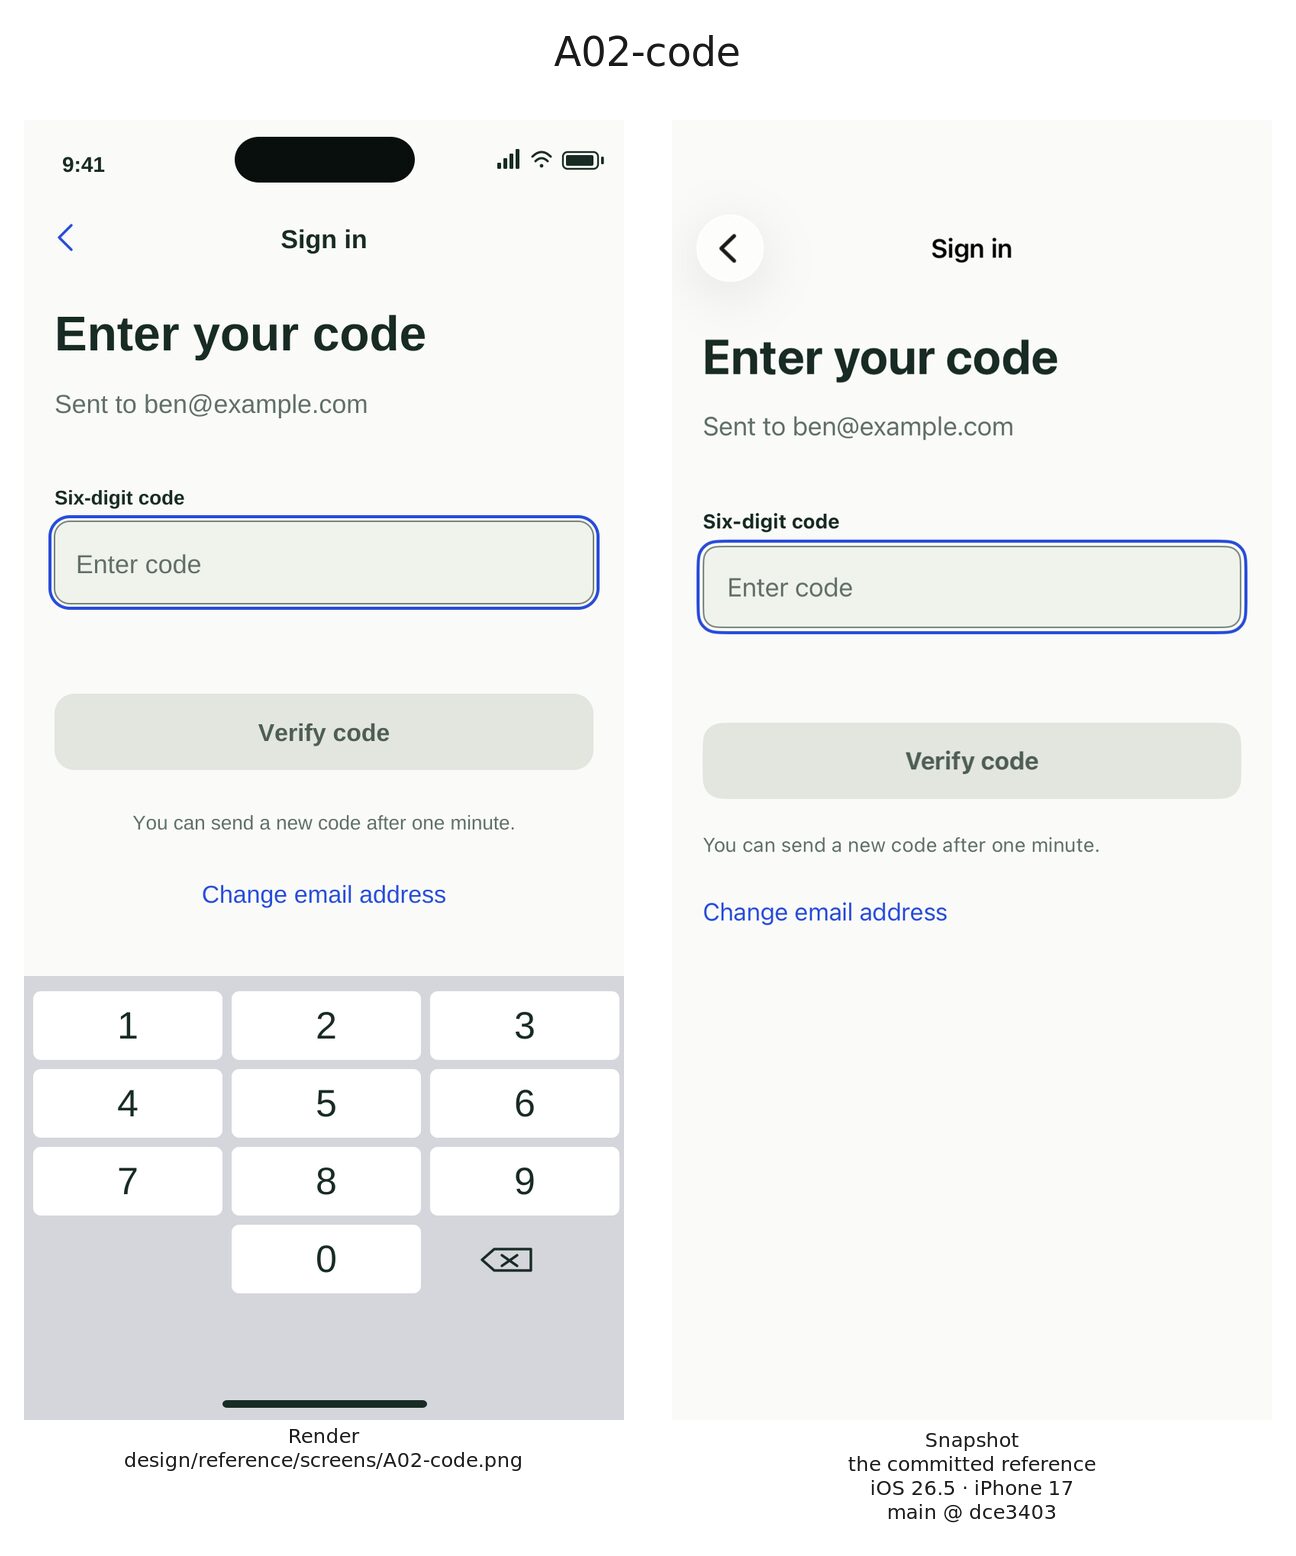 A02-code
9:41
Sign in
Enter your code
Sent to ben@example.com
Six-digit code
Enter code
Verify code
You can send a new code after one minute.
Change email address
1 2 3
4 5 6
7 8 9
0
Render
design/reference/screens/A02-code.png
Sign in
Enter your code
Sent to ben@example.com
Six-digit code
Enter code
Verify code
You can send a new code after one minute.
Change email address
Snapshot
the committed reference
iOS 26.5 · iPhone 17
main @ dce3403